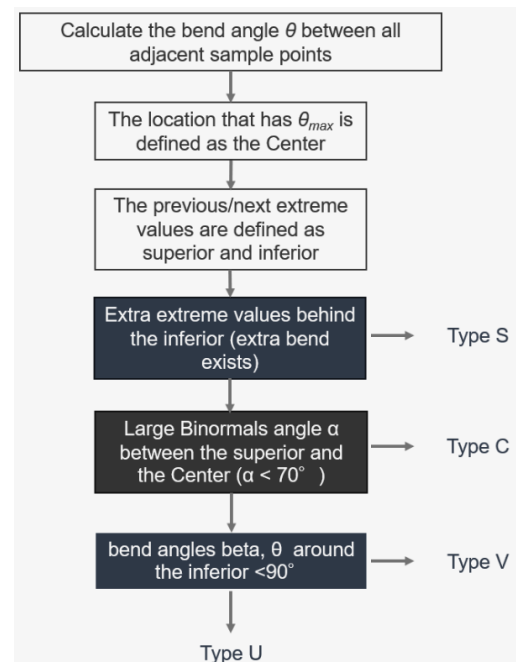 Calculate the bend angle θ between all
adjacent sample points
The location that has θmax is
defined as the Center
The previous/next extreme
values are defined as
superior and inferior
Extra extreme values behind
the inferior (extra bend
exists)
Type S
Large Binormals angle α
between the superior and
the Center (α < 70° )
Type C
bend angles beta, θ around
the inferior <90°
Type V
Type U